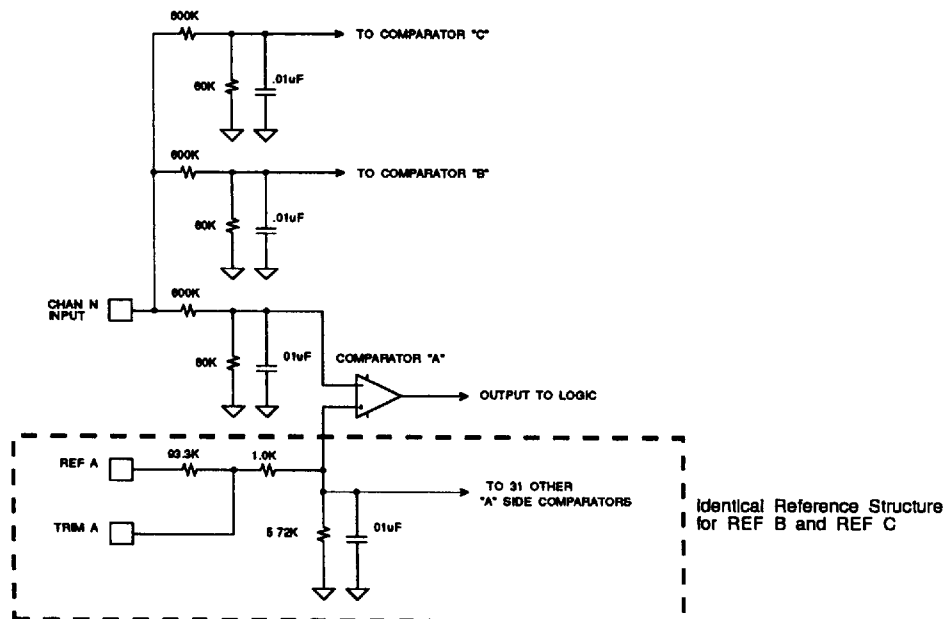 600K
TO COMPARATOR "C"
60K
.01uF
600K
TO COMPARATOR "B"
60K
.01uF
CHAN N
INPUT
600K
60K
01uF
COMPARATOR "A"
OUTPUT TO LOGIC
REF A
93.3K
1.0K
TO 31 OTHER
"A" SIDE COMPARATORS
TRIM A
5 72K
01uF
Identical Reference Structure
for REF B and REF C